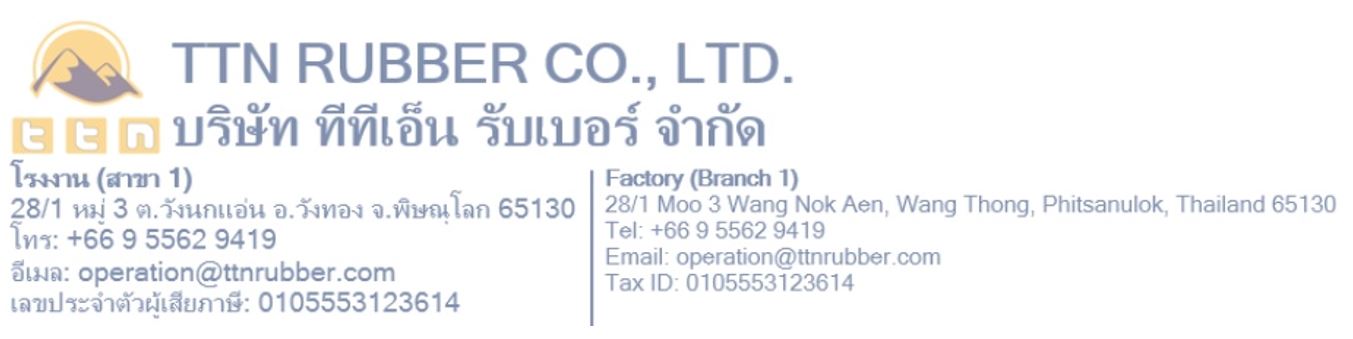 TTN RUBBER CO., LTD.
ttn บริษัท ทีทีเอ็น รับเบอร์ จำกัด
โรงงาน (สาขา 1)
28/1 หมู่ 3 ต.วังนกแอ่น อ.วังทอง จ.พิษณุโลก 65130
โทร: +66 9 5562 9419
อีเมล: operation@ttnrubber.com
เลขประจำตัวผู้เสียภาษี: 0105553123614
Factory (Branch 1)
28/1 Moo 3 Wang Nok Aen, Wang Thong, Phitsanulok, Thailand 65130
Tel: +66 9 5562 9419
Email: operation@ttnrubber.com
Tax ID: 0105553123614